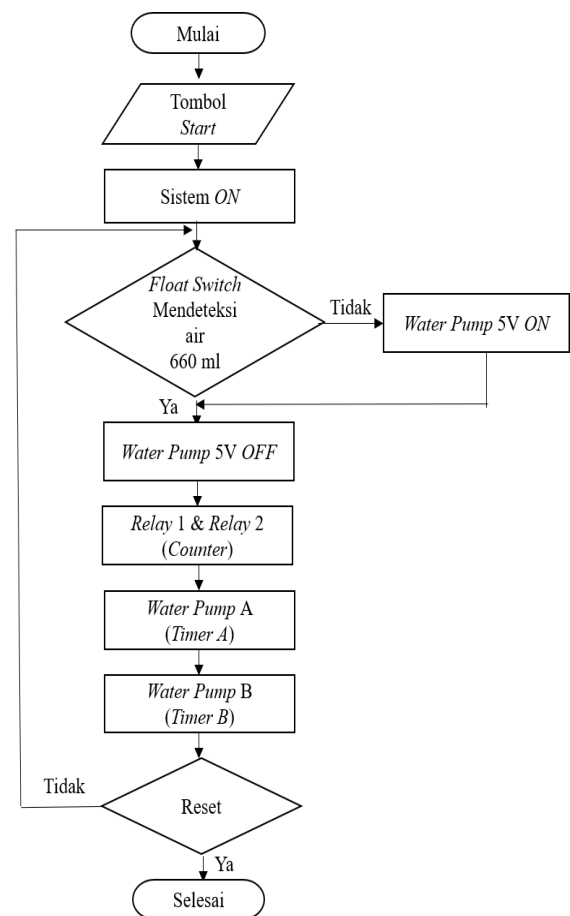 Mulai
Tombol
Start
Sistem ON
Float Switch
Mendeteksi
air
660 ml
Tidak
Water Pump 5V ON
Ya
Water Pump 5V OFF
Relay 1 & Relay 2
(Counter)
Water Pump A
(Timer A)
Water Pump B
(Timer B)
Tidak
Reset
Ya
Selesai